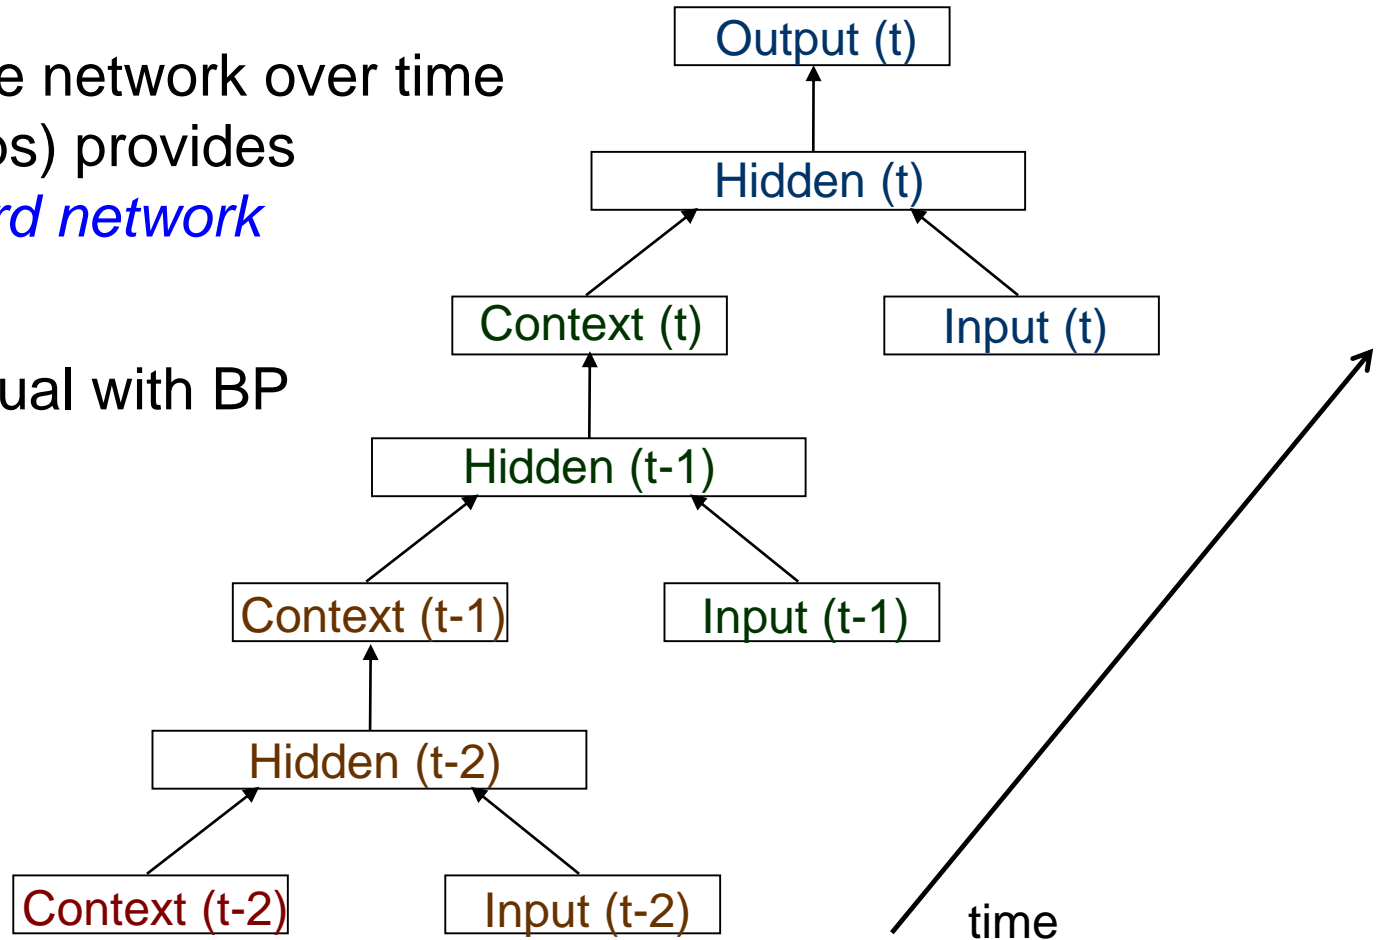 e network over time
os) provides
rd network
ual with BP
Output (t)
Hidden (t)
Context (t)
Input (t)
Hidden (t-1)
Context (t-1)
Input (t-1)
Hidden (t-2)
Context (t-2)
Input (t-2)
time